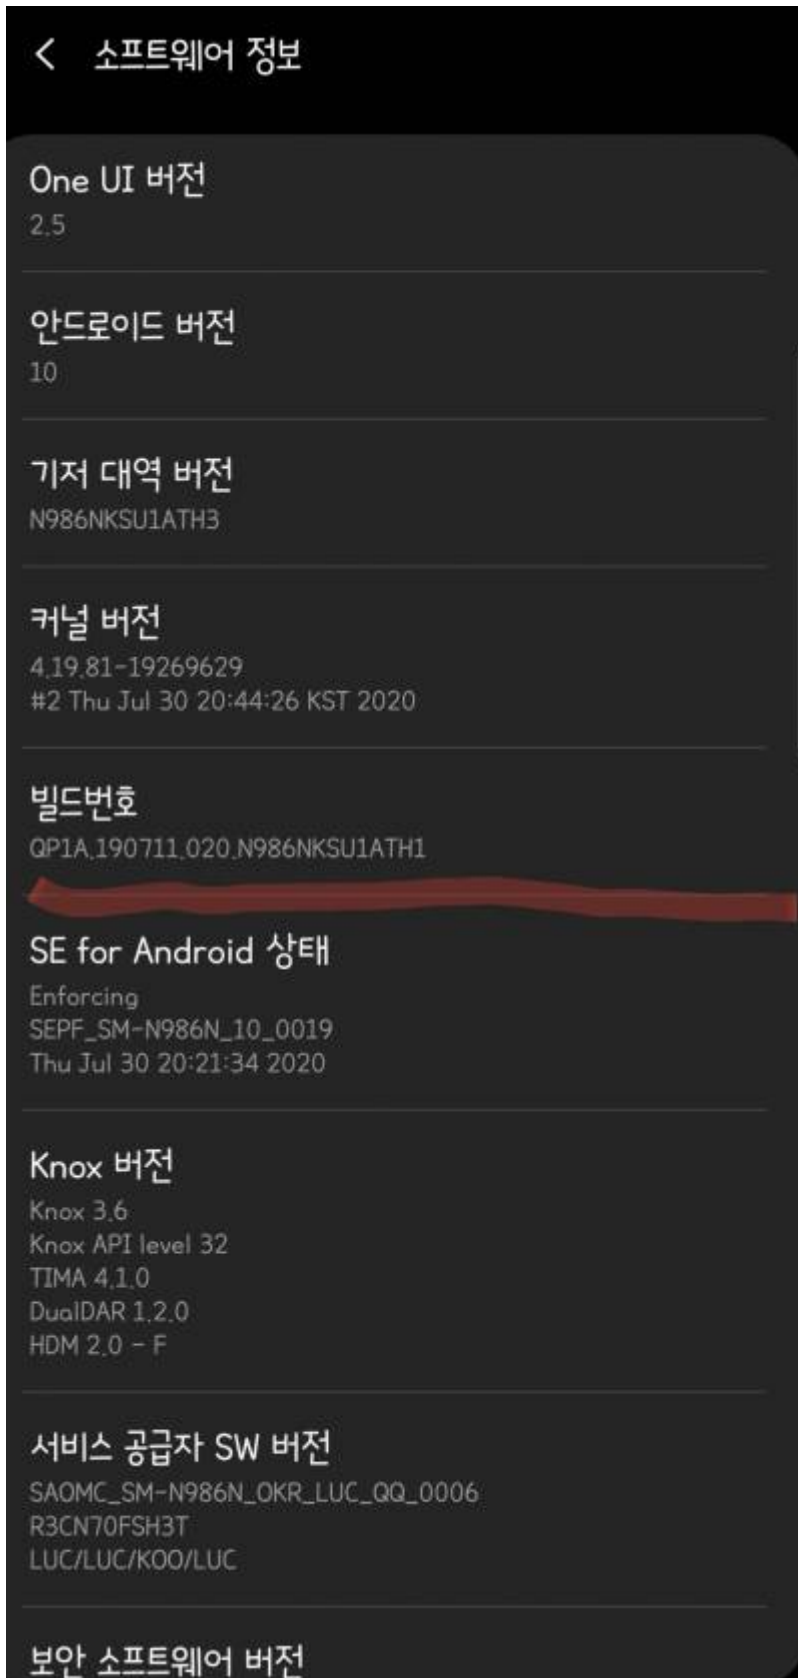 소프트웨어 정보
One UI 버전
2.5
안드로이드 버전
10
기저 대역 버전
N986NKSU1ATH3
커널 버전
4.19.81-19269629
#2 Thu Jul 30 20:44:26 KST 2020
빌드번호
QP1A.190711.020.N986NKSU1ATH1
SE for Android 상태
Enforcing
SEPF_SM-N986N_10_0019
Thu Jul 30 20:21:34 2020
Knox 버전
Knox 3.6
Knox API level 32
TIMA 4.1.0
DualDAR 1.2.0
HDM 2.0 - F
서비스 공급자 SW 버전
SAOMC_SM-N986N_OKR_LUC_QQ_0006
R3CN70FSH3T
LUC/LUC/KOO/LUC
보안 소프트웨어 버전